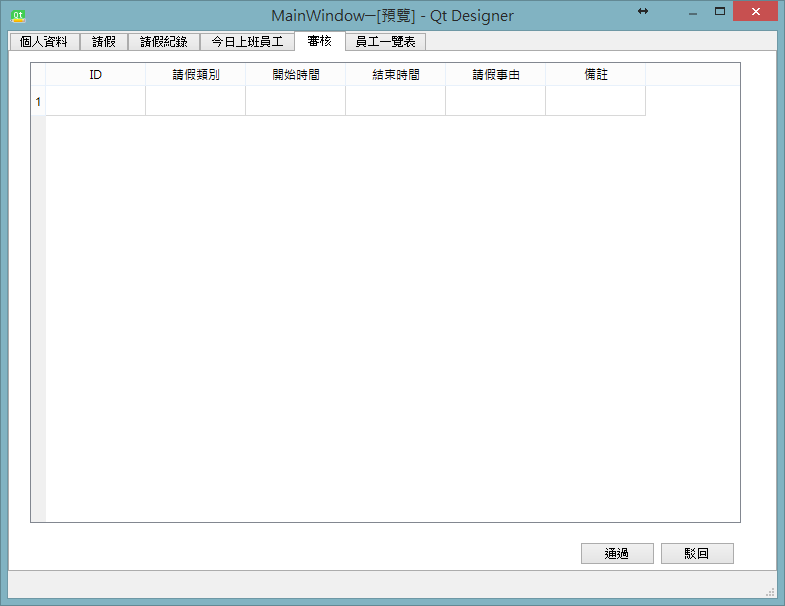 MainWindow─[預覽] - Qt Designer
個人資料 請假 請假紀錄 今日上班員工 審核 員工一覽表
ID 請假類別 開始時間 結束時間 請假事由 備註
1
通過 駁回